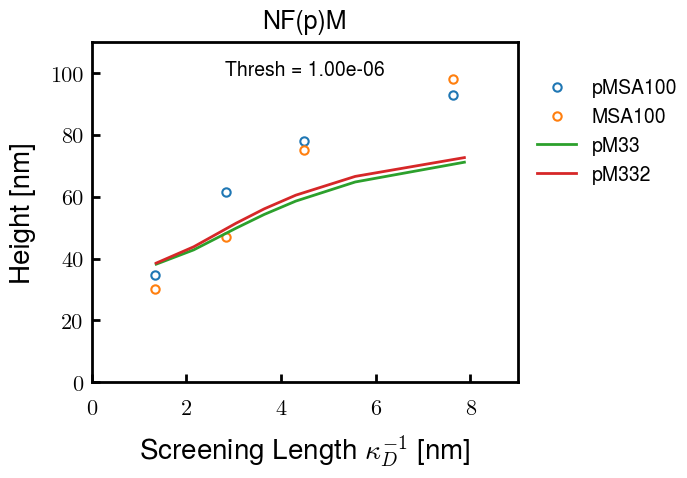 NF(p)M
Thresh = 1.00e-06
100
80
60
40
20
0
Height [nm]
0 2 4 6 8
Screening Length $\kappa_D^{-1}$ [nm]
pMSA100
MSA100
pM33
pM332